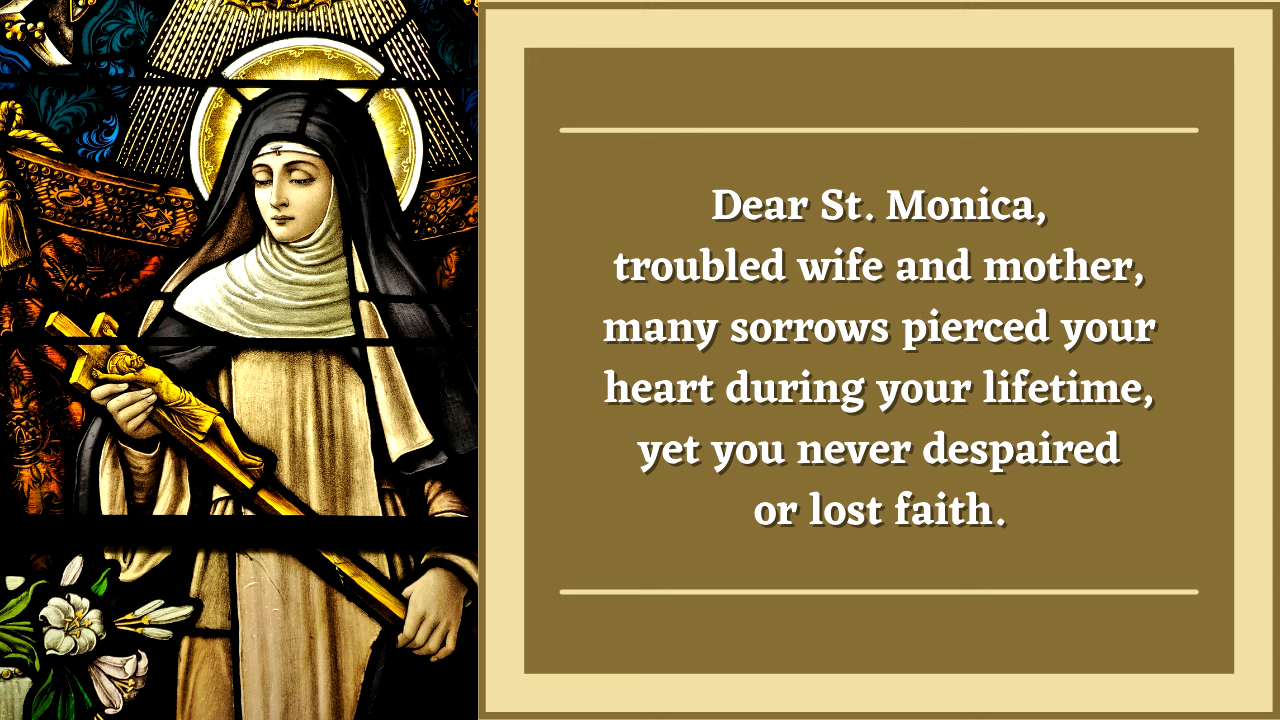 Dear St. Monica,
troubled wife and mother,
many sorrows pierced your
heart during your lifetime,
yet you never despaired
or lost faith.